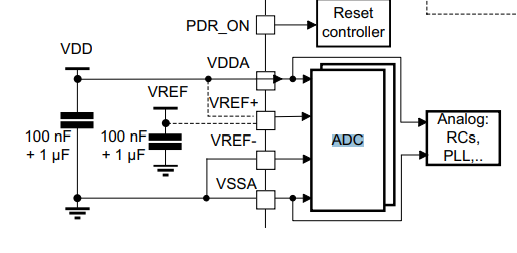 PDR_ON
Reset
controller
VDD
VDDA
VREF
VREF+
100 nF
+ 1 μF
100 nF
+ 1 μF
VREF-
ADC
Analog:
RCs,
PLL,..
VSSA